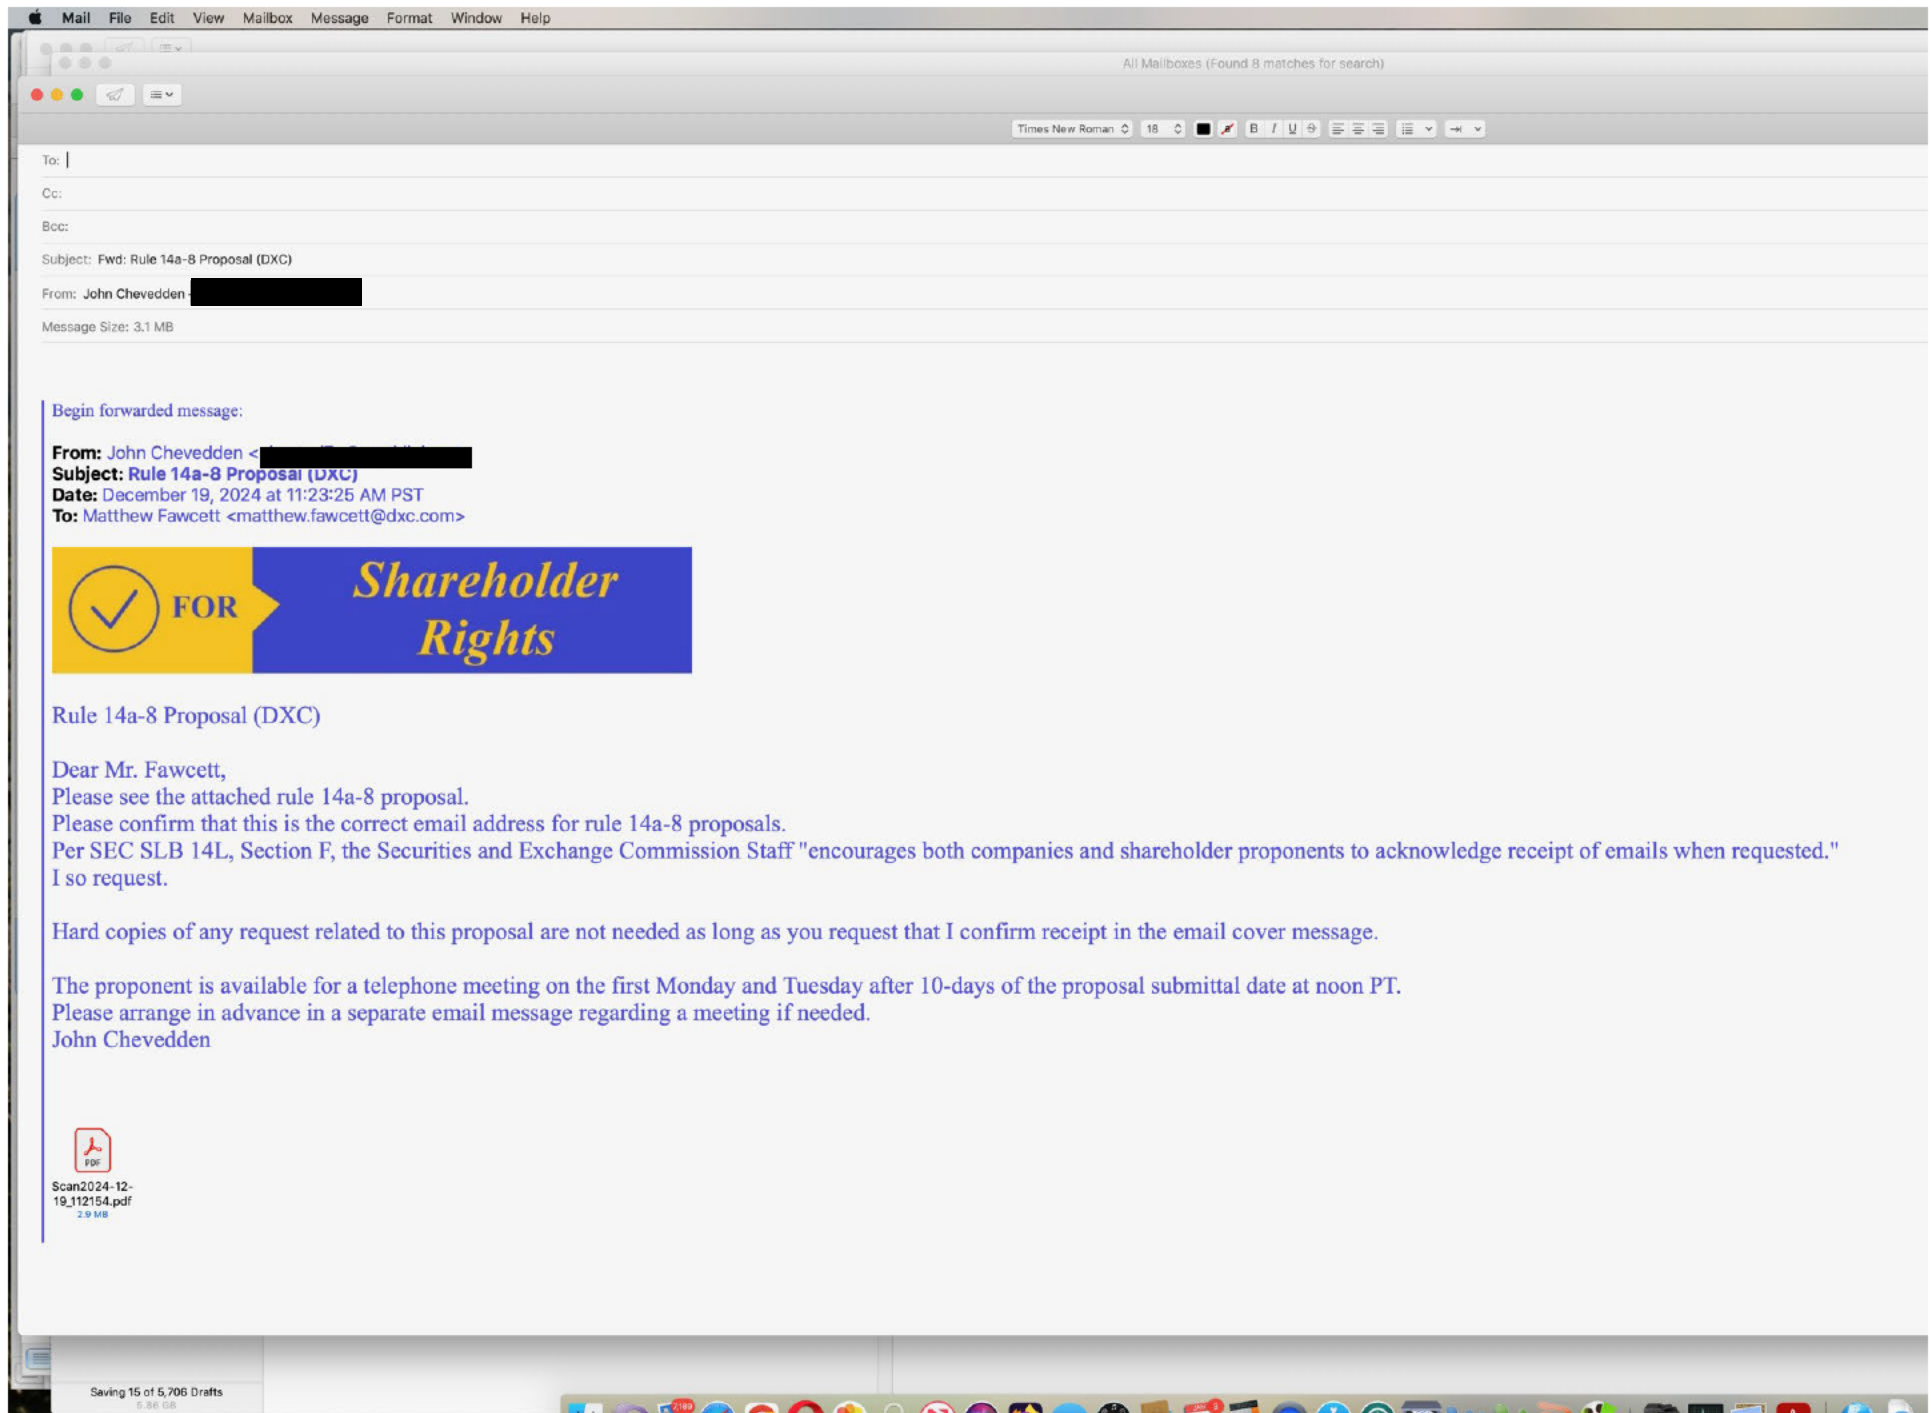 Mail File Edit View Mailbox Message Format Window Help
All Mailboxes (Found 8 matches for search)
Times New Roman 18 B I U S
To:
Cc:
Bcc:
Subject: Fwd: Rule 14a-8 Proposal (DXC)
From: John Chevedden
Message Size: 3.1 MB
Begin forwarded message:
From: John Chevedden <
Subject: Rule 14a-8 Proposal (DXC)
Date: December 19, 2024 at 11:23:25 AM PST
To: Matthew Fawcett <matthew.fawcett@dxc.com>
FOR
Shareholder
Rights
Rule 14a-8 Proposal (DXC)
Dear Mr. Fawcett,
Please see the attached rule 14a-8 proposal.
Please confirm that this is the correct email address for rule 14a-8 proposals.
Per SEC SLB 14L, Section F, the Securities and Exchange Commission Staff "encourages both companies and shareholder proponents to acknowledge receipt of emails when requested."
I so request.
Hard copies of any request related to this proposal are not needed as long as you request that I confirm receipt in the email cover message.
The proponent is available for a telephone meeting on the first Monday and Tuesday after 10-days of the proposal submittal date at noon PT.
Please arrange in advance in a separate email message regarding a meeting if needed.
John Chevedden
PDF
Scan2024-12-
19_112154.pdf
2.9 MB
Saving 15 of 5,706 Drafts
5.86 GB